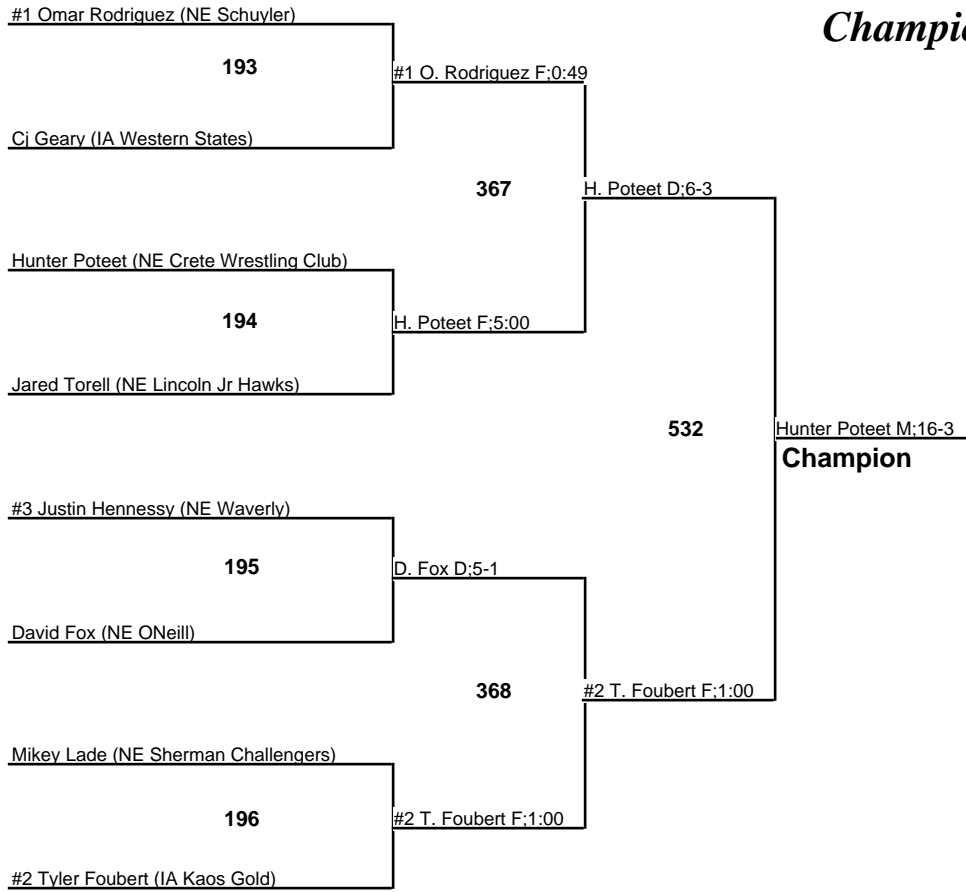 #1 Omar Rodriguez (NE Schuyler)
193
#1 O. Rodriguez F;0:49
Cj Geary (IA Western States)
367
H. Poteet D;6-3
Hunter Poteet (NE Crete Wrestling Club)
194
H. Poteet F;5:00
Jared Torell (NE Lincoln Jr Hawks)
532
Hunter Poteet M;16-3
Champion
#3 Justin Hennessy (NE Waverly)
195
D. Fox D;5-1
David Fox (NE ONeill)
368
#2 T. Foubert F;1:00
Mikey Lade (NE Sherman Challengers)
196
#2 T. Foubert F;1:00
#2 Tyler Foubert (IA Kaos Gold)